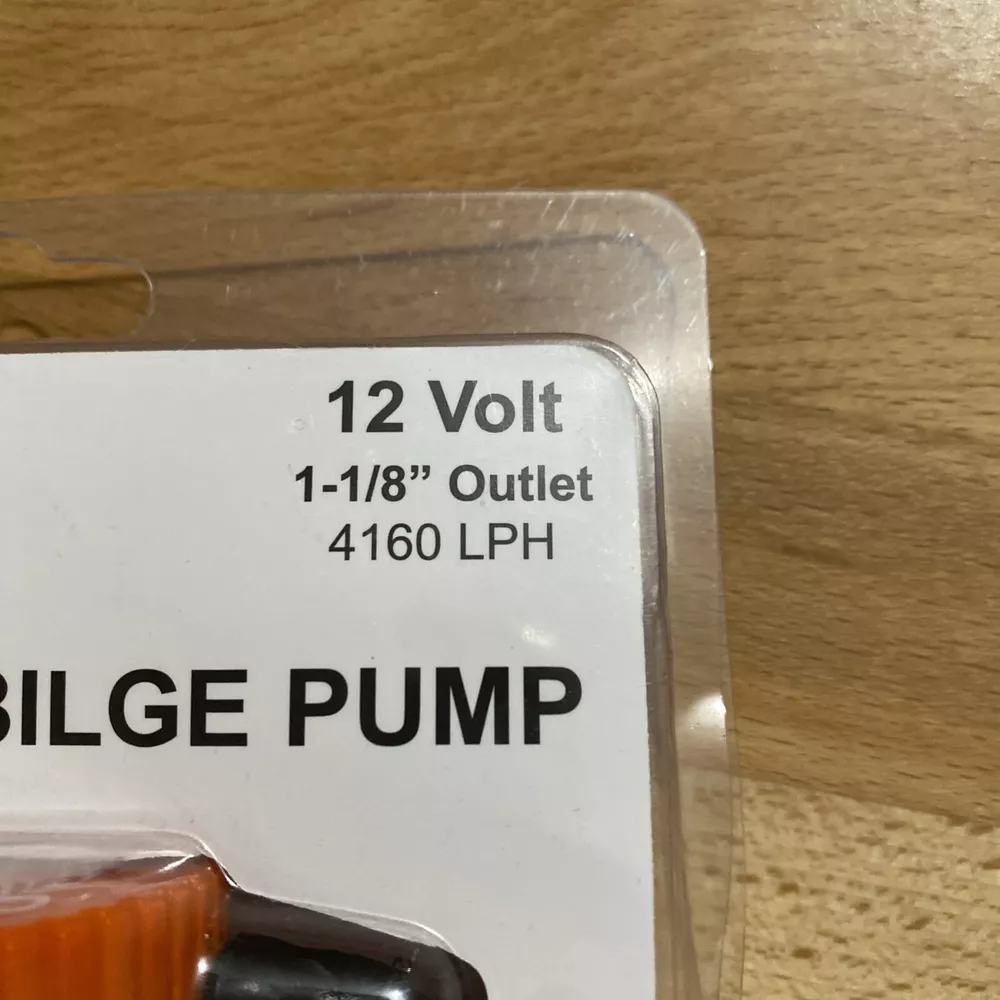 12 Volt
1-1/8” Outlet
4160 LPH
BILGE PUMP